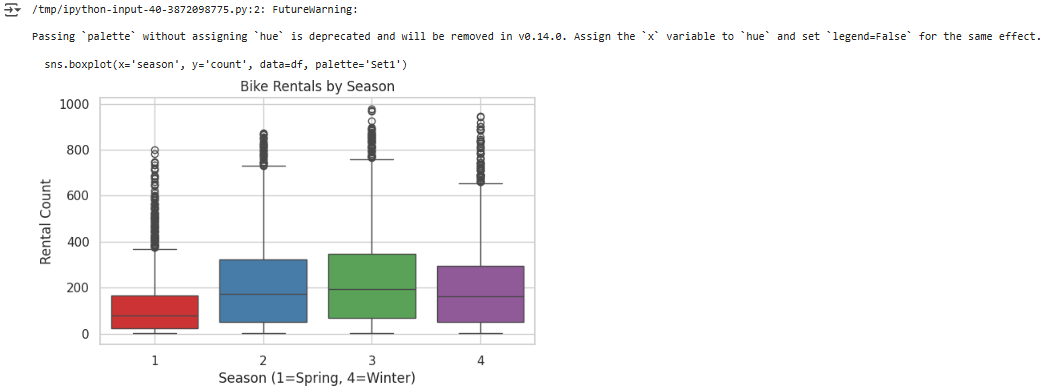 /tmp/ipython-input-40-3872098775.py:2: FutureWarning:
Passing `palette` without assigning `hue` is deprecated and will be removed in v0.14.0. Assign the `x` variable to `hue` and set `legend=False` for the same effect.
sns.boxplot(x='season', y='count', data=df, palette='Set1')
Bike Rentals by Season
Rental Count
1000
800
600
400
200
0
1 2 3 4
Season (1=Spring, 4=Winter)